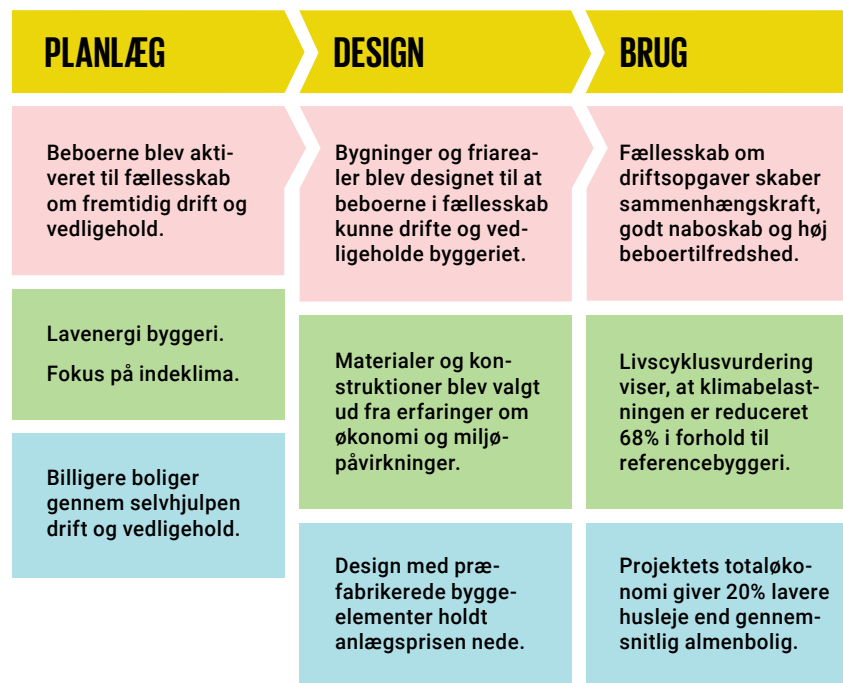 PLANLÆG
DESIGN
BRUG
Beboerne blev akti-
veret til fællesskab
om fremtidig drift og
vedligehold.
Bygninger og friarea-
ler blev designet til at
beboerne i fællesskab
kunne drifte og ved-
ligeholde byggeriet.
Fællesskab om
driftsopgaver skaber
sammenhængskraft,
godt naboskab og høj
beboertilfredshed.
Lavenergi byggeri.
Fokus på indeklima.
Materialer og kon-
struktioner blev valgt
ud fra erfaringer om
økonomi og miljø-
påvirkninger.
Livscyklusvurdering
viser, at klimabelast-
ningen er reduceret
68% i forhold til
referencebyggeri.
Billigere boliger
gennem selvhjulpen
drift og vedligehold.
Design med præ-
fabrikerede bygge-
elementer holdt
anlægsprisen nede.
Projektets totaløko-
nomi giver 20% lavere
husleje end gennem-
snitlig almenbolig.